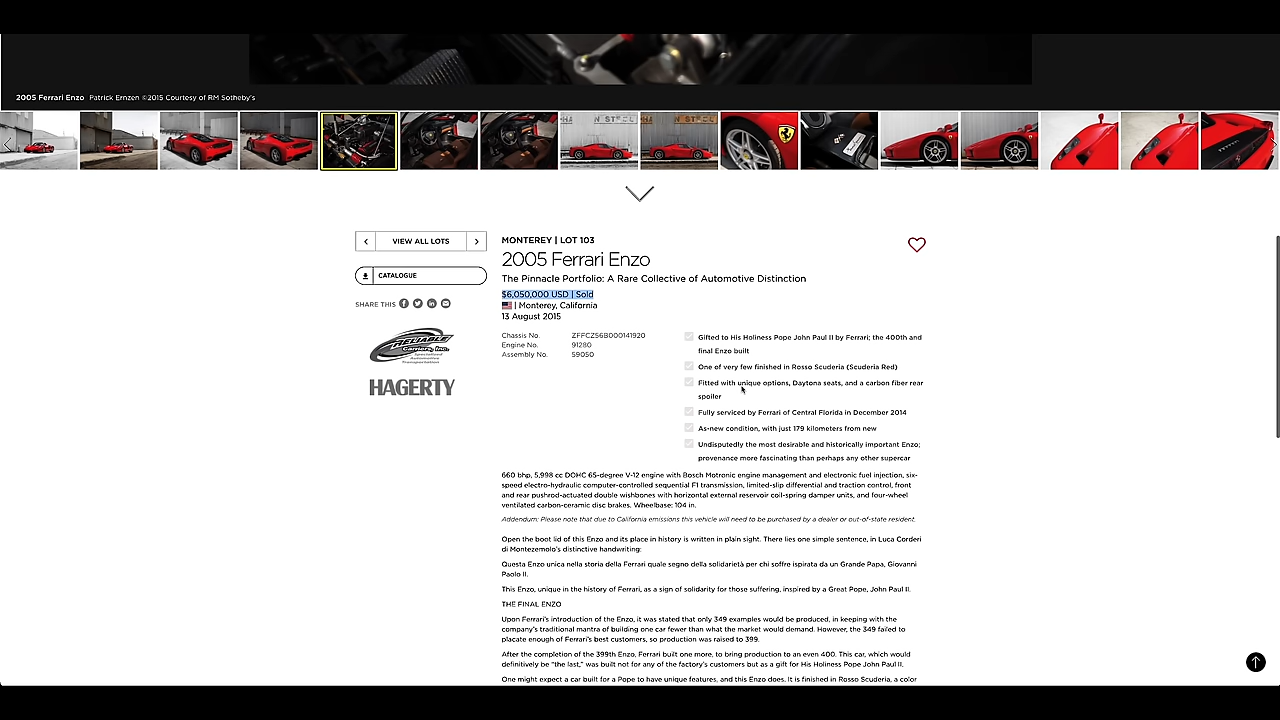 2005 Ferrari Enzo Patrick Ernzen ©2015 Courtesy of RM Sotheby's
VIEW ALL LOTS
CATALOGUE
SHARE THIS
RELIABLE
Carriers, Inc.
HAGERTY
MONTEREY | LOT 103
2005 Ferrari Enzo
The Pinnacle Portfolio: A Rare Collective of Automotive Distinction
$6,050,000 USD | Sold
| Monterey, California
13 August 2015
Chassis No. ZFFCZ56B000141920
Engine No. 91280
Assembly No. 59050
Gifted to His Holiness Pope John Paul II by Ferrari; the 400th and
final Enzo built
One of very few finished in Rosso Scuderia (Scuderia Red)
Fitted with unique options, Daytona seats, and a carbon fiber rear
spoiler
Fully serviced by Ferrari of Central Florida in December 2014
As-new condition, with just 179 kilometers from new
Undisputedly the most desirable and historically important Enzo;
provenance more fascinating than perhaps any other supercar
660 bhp, 5,998 cc DOHC 65-degree V-12 engine with Bosch Motronic engine management and electronic fuel injection, six-
speed electro-hydraulic computer-controlled sequential F1 transmission, limited-slip differential and traction control, front
and rear pushrod-actuated double wishbones with horizontal external reservoir coil-spring damper units, and four-wheel
ventilated carbon-ceramic disc brakes. Wheelbase: 104 in.
Addendum: Please note that due to California emissions this vehicle will need to be purchased by a dealer or out-of-state resident.
Open the boot lid of this Enzo and its place in history is written in plain sight. There lies one simple sentence, in Luca Corderi
di Montezemolo's distinctive handwriting:
Questa Enzo unica nella storia della Ferrari quale segno della solidarietà per chi soffre ispirata da un Grande Papa, Giovanni
Paolo II.
This Enzo, unique in the history of Ferrari, as a sign of solidarity for those suffering, inspired by a Great Pope, John Paul II.
THE FINAL ENZO
Upon Ferrari's introduction of the Enzo, it was stated that only 349 examples would be produced, in keeping with the
company's traditional mantra of building one car fewer than what the market would demand. However, the 349 failed to
placate enough of Ferrari's best customers, so production was raised to 399.
After the completion of the 399th Enzo, Ferrari built one more, to bring production to an even 400. This car, which would
definitively be "the last," was built not for any of the factory's customers but as a gift for His Holiness Pope John Paul II.
One might expect a car built for a Pope to have unique features, and this Enzo does. It is finished in Rosso Scuderia, a color